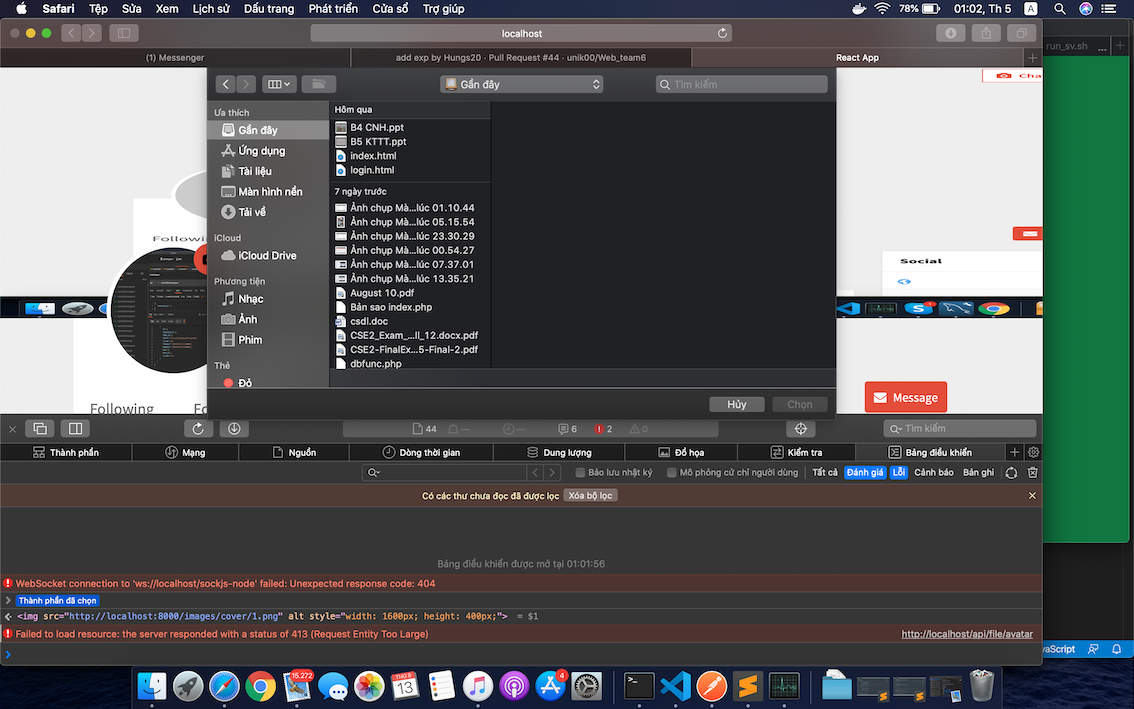 Safari Tệp Sửa Xem Lịch sử Dấu trang Phát triển Cửa sổ Trợ giúp 78% 01:02, Th 5 A
localhost
run_sv.sh
(1) Messenger
add exp by Hungs20 · Pull Request #44 · unik00/Web_team6
React App
Gần đây
Tìm kiếm
Cha
Ưa thích
Gần đây
Ứng dụng
Tài liệu
Màn hình nền
Tải về
iCloud
iCloud Drive
Phương tiện
Nhạc
Ảnh
Phim
Thẻ
Đỏ
Hôm qua
B4 CNH.ppt
B5 KTTT.ppt
index.html
login.html
7 ngày trước
Ảnh chụp Mà...lúc 01.10.44
Ảnh chụp Mà...lúc 05.15.54
Ảnh chụp Mà...lúc 23.30.29
Ảnh chụp Mà...lúc 00.54.27
Ảnh chụp Mà...lúc 07.37.01
Ảnh chụp Mà...lúc 13.35.21
August 10.pdf
Bản sao index.php
csdl.doc
CSE2_Exam_...ll_12.docx.pdf
CSE2-FinalEx...5-Final-2.pdf
dbfunc.php
Following
Social
Following
Fo
Message
Hủy
Chọn
44 — — 6 2 0
Tìm kiếm
Thành phần
Mạng
Nguồn
Dòng thời gian
Dung lượng
Đồ họa
Kiểm tra
Bảng điều khiển
Bảo lưu nhật ký
Mô phỏng cử chỉ người dùng
Tất cả
Đánh giá
Lỗi
Cảnh báo
Bản ghi
Có các thư chưa đọc đã được lọc
Xóa bộ lọc
Bảng điều khiển được mở tại 01:01:56
WebSocket connection to 'ws://localhost/sockjs-node' failed: Unexpected response code: 404
Thành phần đã chọn
<img src="http://localhost:8000/images/cover/1.png" alt style="width: 1600px; height: 400px;"> = $1
Failed to load resource: the server responded with a status of 413 (Request Entity Too Large)
http://localhost/api/file/avatar
vaScript
15.272
THG 8
13
4